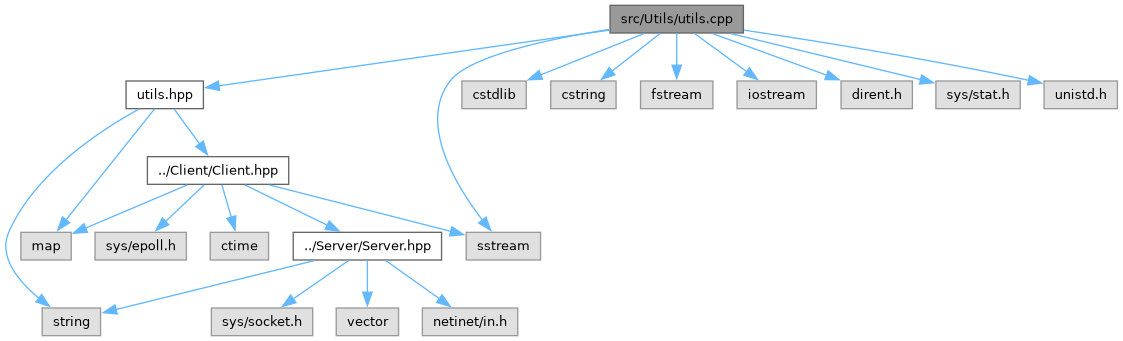 src/Utils/utils.cpp
utils.hpp
cstdlib
cstring
fstream
iostream
dirent.h
sys/stat.h
unistd.h
../Client/Client.hpp
map
sys/epoll.h
ctime
../Server/Server.hpp
sstream
string
sys/socket.h
vector
netinet/in.h